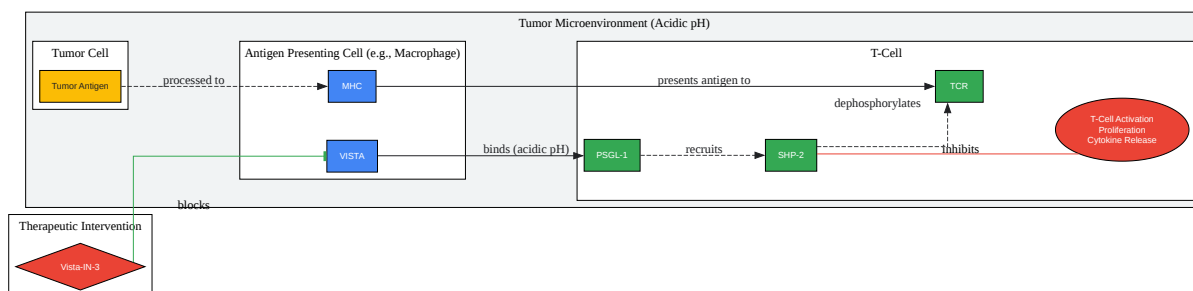 Tumor Microenvironment (Acidic pH)
Tumor Cell
Antigen Presenting Cell (e.g., Macrophage)
T-Cell
Tumor Antigen
processed to
MHC
presents antigen to
TCR
dephosphorylates
T-Cell Activation
Proliferation
Cytokine Release
VISTA
binds (acidic pH)
PSGL-1
recruits
SHP-2
inhibits
blocks
Therapeutic Intervention
Vista-IN-3